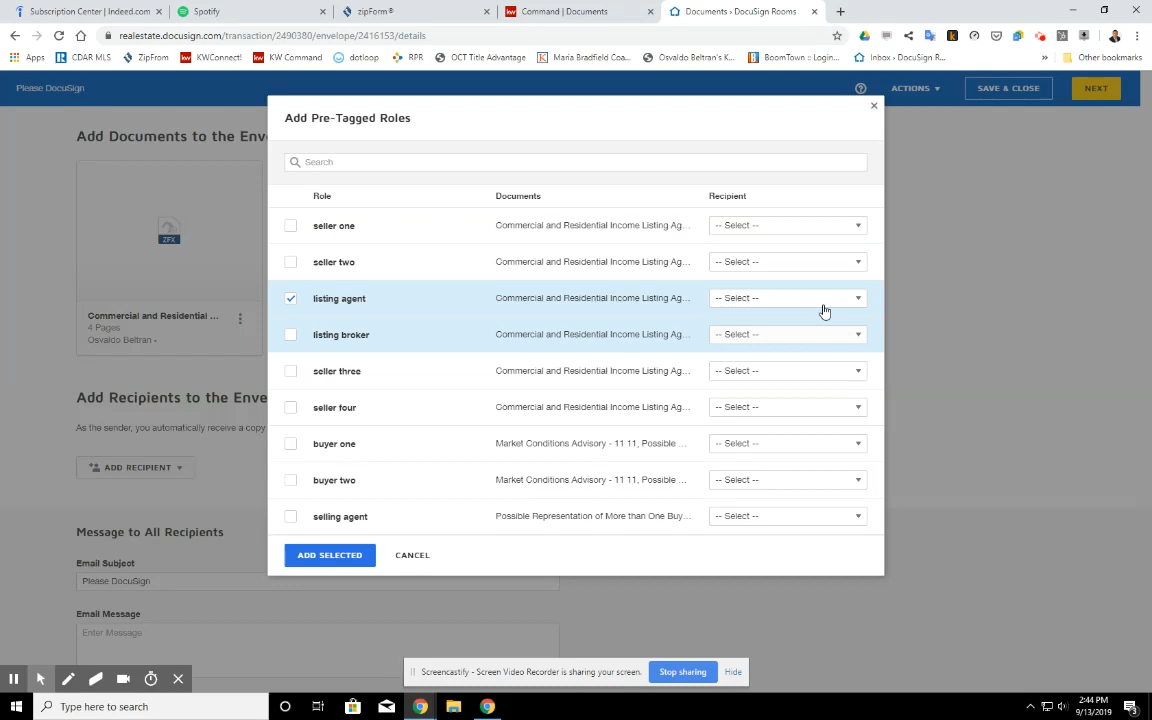 Subscription Center | Indeed.com
Spotify
zipForm®
Command | Documents
Documents › DocuSign Rooms
realestate.docusign.com/transaction/2490380/envelope/2416153/details
Apps
CDAR MLS
ZipFrom
KWConnect!
KW Command
dotloop
RPR
OCT Title Advantage
Maria Bradfield Coa...
Osvaldo Beltran's K...
BoomTown :: Login...
Inbox › DocuSign R...
Other bookmarks
Please DocuSign
ACTIONS
SAVE & CLOSE
NEXT
Add Documents to the Enve
ZFX
Commercial and Residential ...
4 Pages
Osvaldo Beltran -
Add Recipients to the Enve
As the sender, you automatically receive a copy
ADD RECIPIENT
Message to All Recipients
Email Subject
Please DocuSign
Email Message
Enter Message
Add Pre-Tagged Roles
Search
Role Documents Recipient
seller one Commercial and Residential Income Listing Ag... -- Select --
seller two Commercial and Residential Income Listing Ag... -- Select --
listing agent Commercial and Residential Income Listing Ag... -- Select --
listing broker Commercial and Residential Income Listing Ag... -- Select --
seller three Commercial and Residential Income Listing Ag... -- Select --
seller four Commercial and Residential Income Listing Ag... -- Select --
buyer one Market Conditions Advisory - 11 11, Possible ... -- Select --
buyer two Market Conditions Advisory - 11 11, Possible ... -- Select --
selling agent Possible Representation of More than One Buy... -- Select --
ADD SELECTED
CANCEL
Screencastify - Screen Video Recorder is sharing your screen.
Stop sharing
Hide
Type here to search
2:44 PM
9/13/2019
3